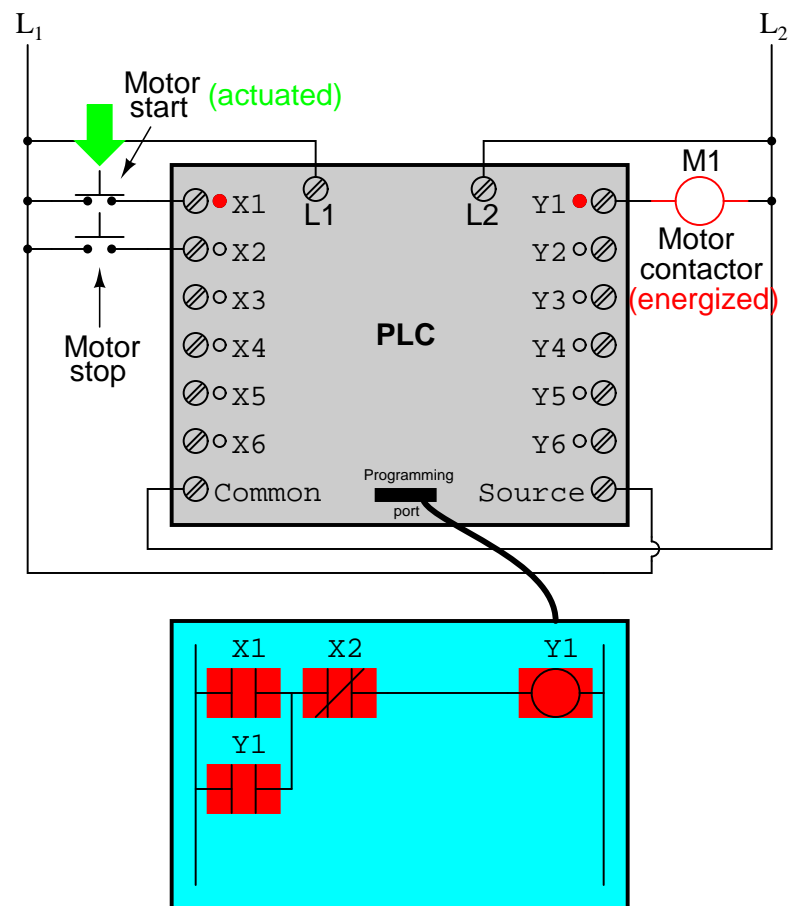 L1 L2
Motor
start (actuated)
M1
X1 L1 L2 Y1
Motor
X2 Y2 contactor
X3 Y3 (energized)
Motor
stop
X4 PLC Y4
X5 Y5
X6 Y6
Programming
Common Source
port
X1 X2 Y1
Y1